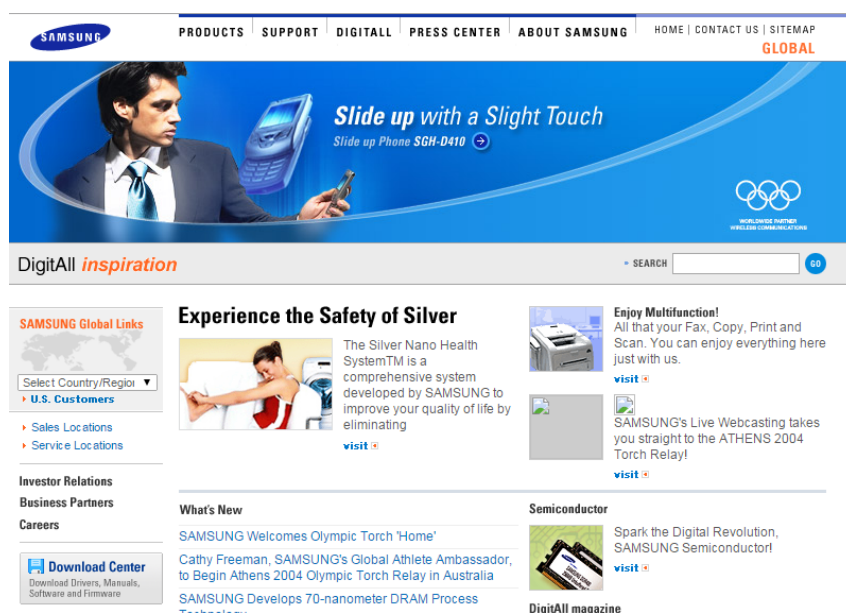 SAMSUNG
PRODUCTS SUPPORT DIGITALL PRESS CENTER ABOUT SAMSUNG
HOME | CONTACT US | SITEMAP
GLOBAL
Slide up with a Slight Touch
Slide up Phone SGH-D410
WORLDWIDE PARTNER
WIRELESS COMMUNICATIONS
DigitAll inspiration
SEARCH
GO
SAMSUNG Global Links
Select Country/Region
U.S. Customers
Sales Locations
Service Locations
Investor Relations
Business Partners
Careers
Download Center
Download Drivers, Manuals,
Software and Firmware
Experience the Safety of Silver
The Silver Nano Health
SystemTM is a
comprehensive system
developed by SAMSUNG to
improve your quality of life by
eliminating
visit
What's New
SAMSUNG Welcomes Olympic Torch 'Home'
Cathy Freeman, SAMSUNG's Global Athlete Ambassador,
to Begin Athens 2004 Olympic Torch Relay in Australia
SAMSUNG Develops 70-nanometer DRAM Process
Technology
Enjoy Multifunction!
All that your Fax, Copy, Print and
Scan. You can enjoy everything here
just with us.
visit
SAMSUNG's Live Webcasting takes
you straight to the ATHENS 2004
Torch Relay!
visit
Semiconductor
Spark the Digital Revolution,
SAMSUNG Semiconductor!
visit
DigitAll magazine